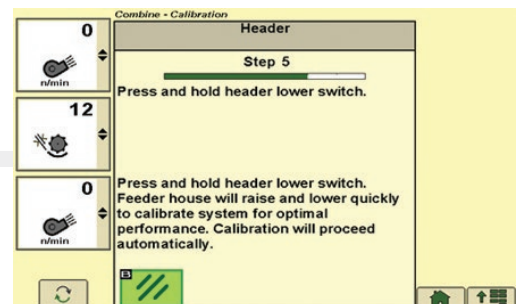 Combine - Calibration
Header
0
n/min
Step 5
Press and hold header lower switch.
12
Press and hold header lower switch.
Feeder house will raise and lower quickly
to calibrate system for optimal
performance. Calibration will proceed
automatically.
0
n/min
B